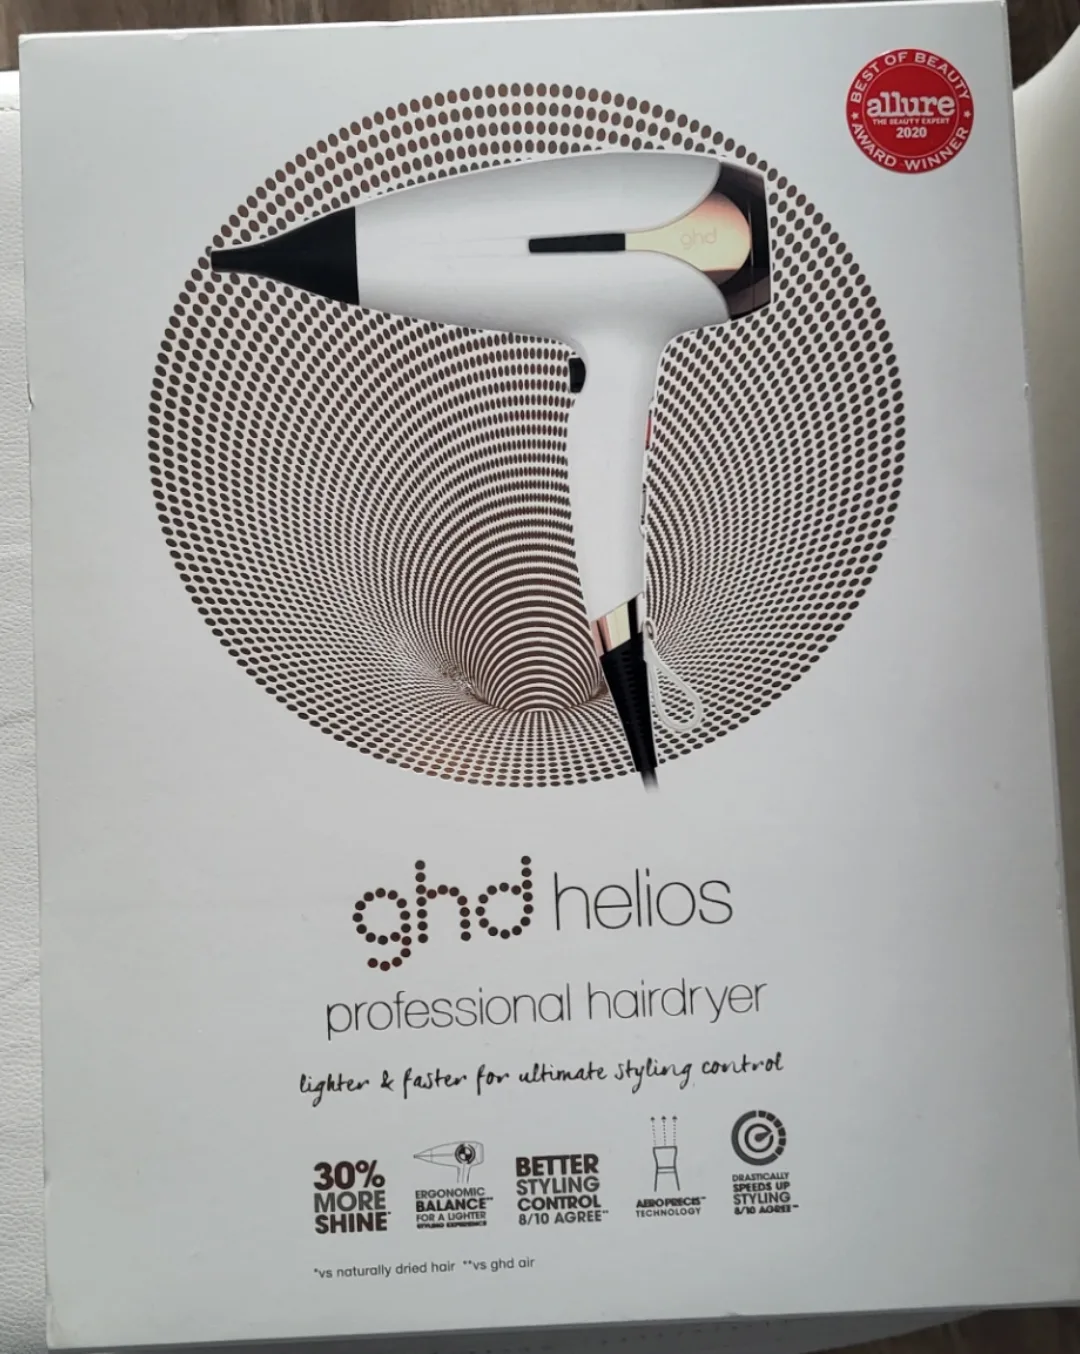 BEST OF BEAUTY
allure
THE BEAUTY EXPERT
2020
AWARD WINNER
ghd
ghd helios
professional hairdryer
lighter & faster for ultimate styling control
30%
MORE
SHINE*
ERGONOMIC
BALANCE**
FOR A LIGHTER
STYLING EXPERIENCE
BETTER
STYLING
CONTROL
8/10 AGREE**
AEROPRECIS™
TECHNOLOGY
DRASTICALLY
SPEEDS UP
STYLING
8/10 AGREE**
*vs naturally dried hair **vs ghd air